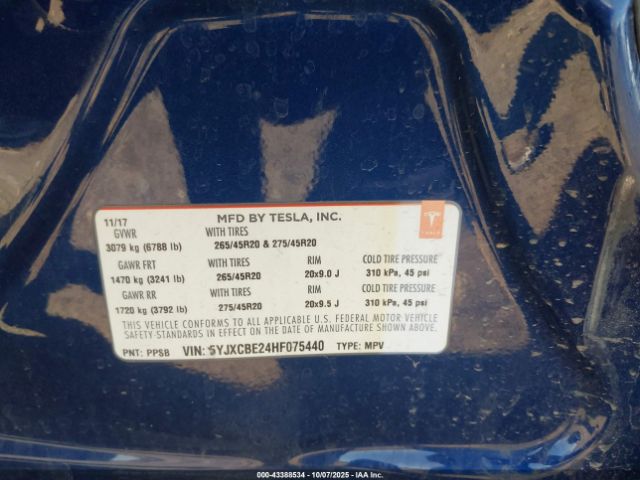 11/17 MFD BY TESLA, INC.
GVWR WITH TIRES
3079 kg (6788 lb) 265/45R20 & 275/45R20
GAWR FRT WITH TIRES RIM COLD TIRE PRESSURE
1470 kg (3241 lb) 265/45R20 20x9.0 J 310 kPa, 45 psi
GAWR RR WITH TIRES RIM COLD TIRE PRESSURE
1720 kg (3792 lb) 275/45R20 20x9.5 J 310 kPa, 45 psi
THIS VEHICLE CONFORMS TO ALL APPLICABLE U.S. FEDERAL MOTOR VEHICLE
SAFETY-STANDARDS IN EFFECT ON THE DATE OF MANUFACTURE SHOWN ABOVE.
PNT: PPSB VIN: 5YJXCBE24HF075440 TYPE: MPV
TESLA
000-43388534 | 10/07/2025 | IAAI.COM